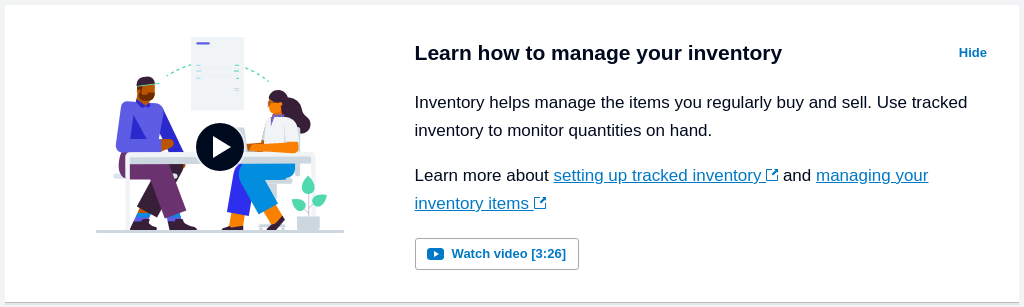 Learn how to manage your inventory
Hide
Inventory helps manage the items you regularly buy and sell. Use tracked
inventory to monitor quantities on hand.
Learn more about setting up tracked inventory and managing your
inventory items
Watch video [3:26]